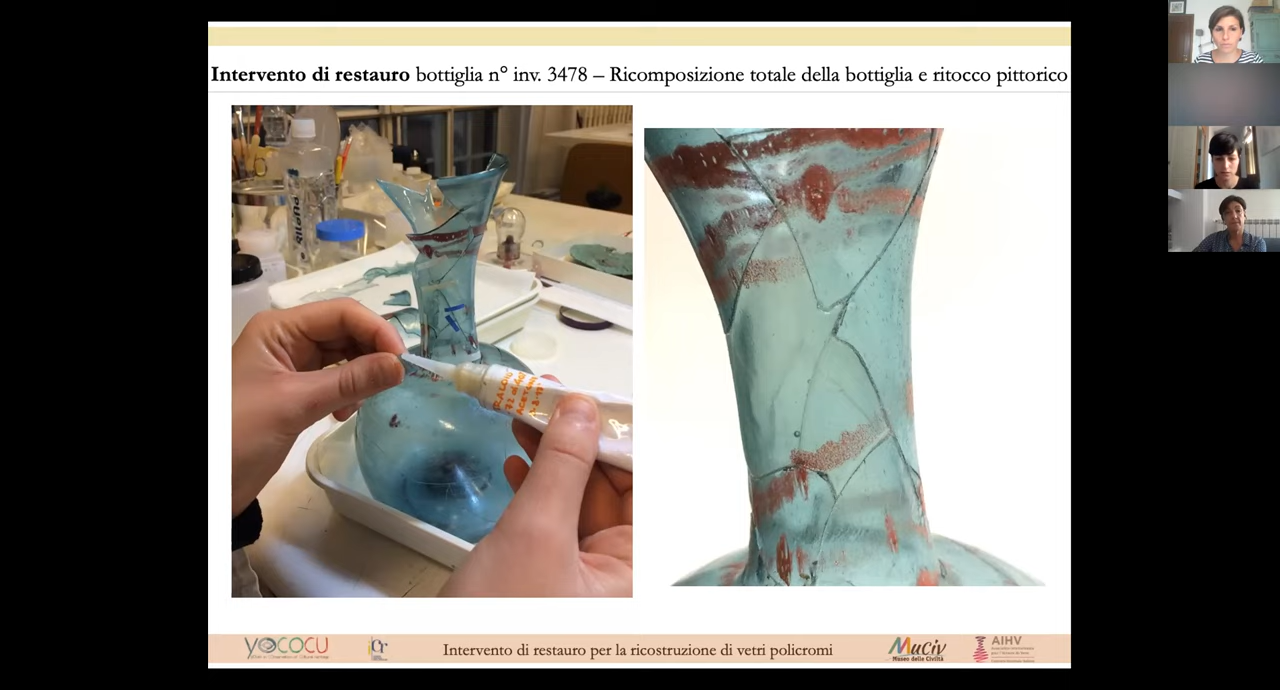 Intervento di restauro bottiglia n° inv. 3478 – Ricomposizione totale della bottiglia e ritocco pittorico
YOCOCU
Intervento di restauro per la ricostruzione di vetri policromi
MuCiv
Museo delle Civiltà
AIHV